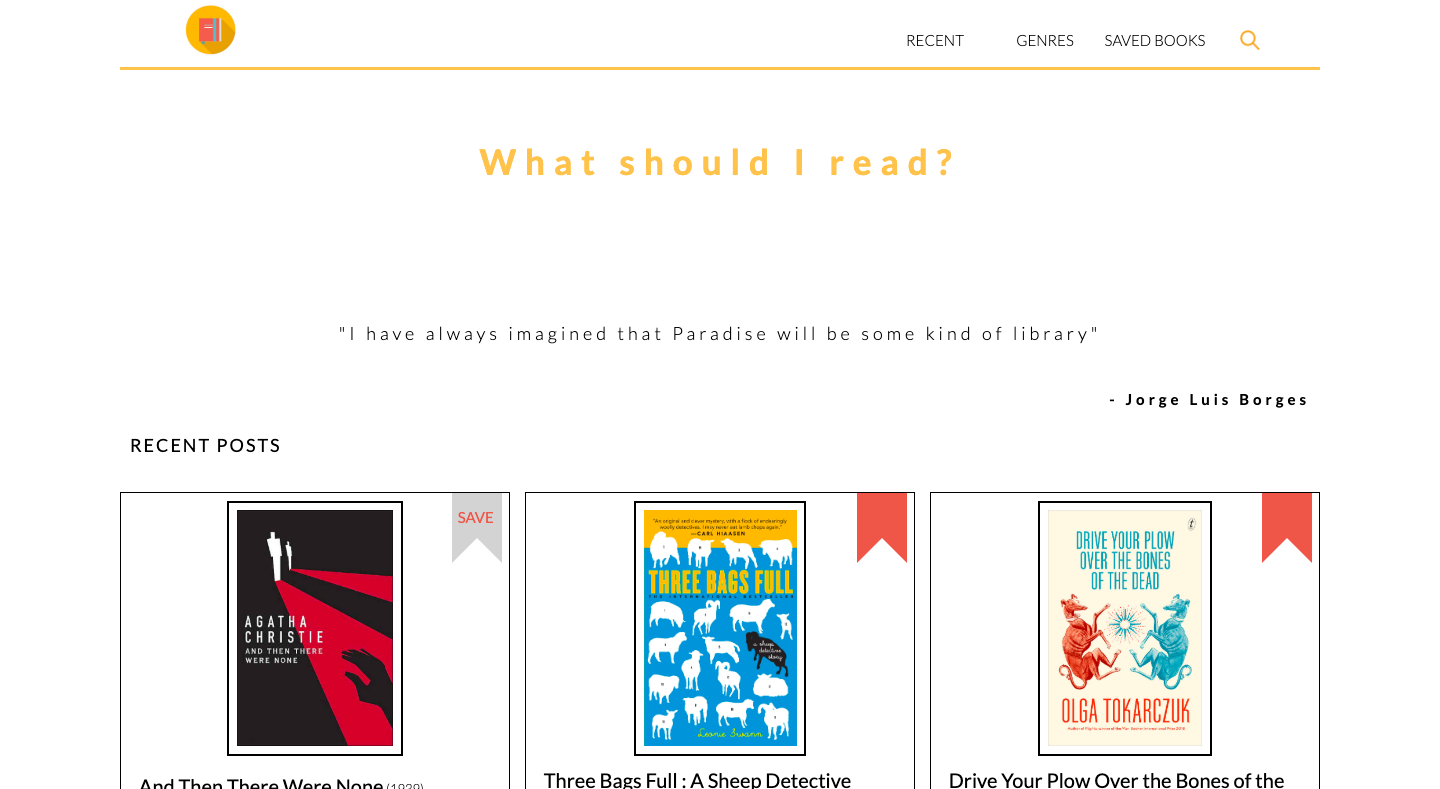 RECENT GENRES SAVED BOOKS
What should I read?
"I have always imagined that Paradise will be some kind of library"
- Jorge Luis Borges
RECENT POSTS
SAVE
AGATHA
CHRISTIE
AND THEN THERE
WERE NONE
And Then There Were None (1939)
"An original and clever mystery, with a flock of endearingly
woolly detectives. I may never eat lamb chops again."
—CARL HIAASEN
THREE BAGS FULL
THE INTERNATIONAL BESTSELLER
a sheep
detective
story
Leonie Swann
Three Bags Full : A Sheep Detective
t
DRIVE YOUR PLOW
OVER THE BONES
OF THE DEAD
OLGA TOKARCZUK
Drive Your Plow Over the Bones of the